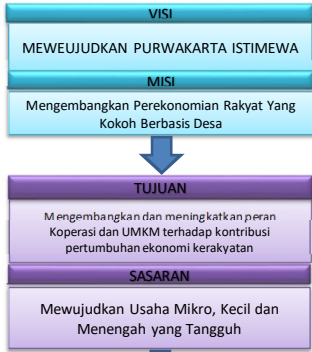 VISI
MEWEUJUDKAN PURWAKARTA ISTIMEWA
MISI
Mengembangkan Perekonomian Rakyat Yang
Kokoh Berbasis Desa
TUJUAN
Mengembangkan dan meningkatkan peran
Koperasi dan UMKM terhadap kontribusi
pertumbuhan ekonomi kerakyatan
SASARAN
Mewujudkan Usaha Mikro, Kecil dan
Menengah yang Tangguh